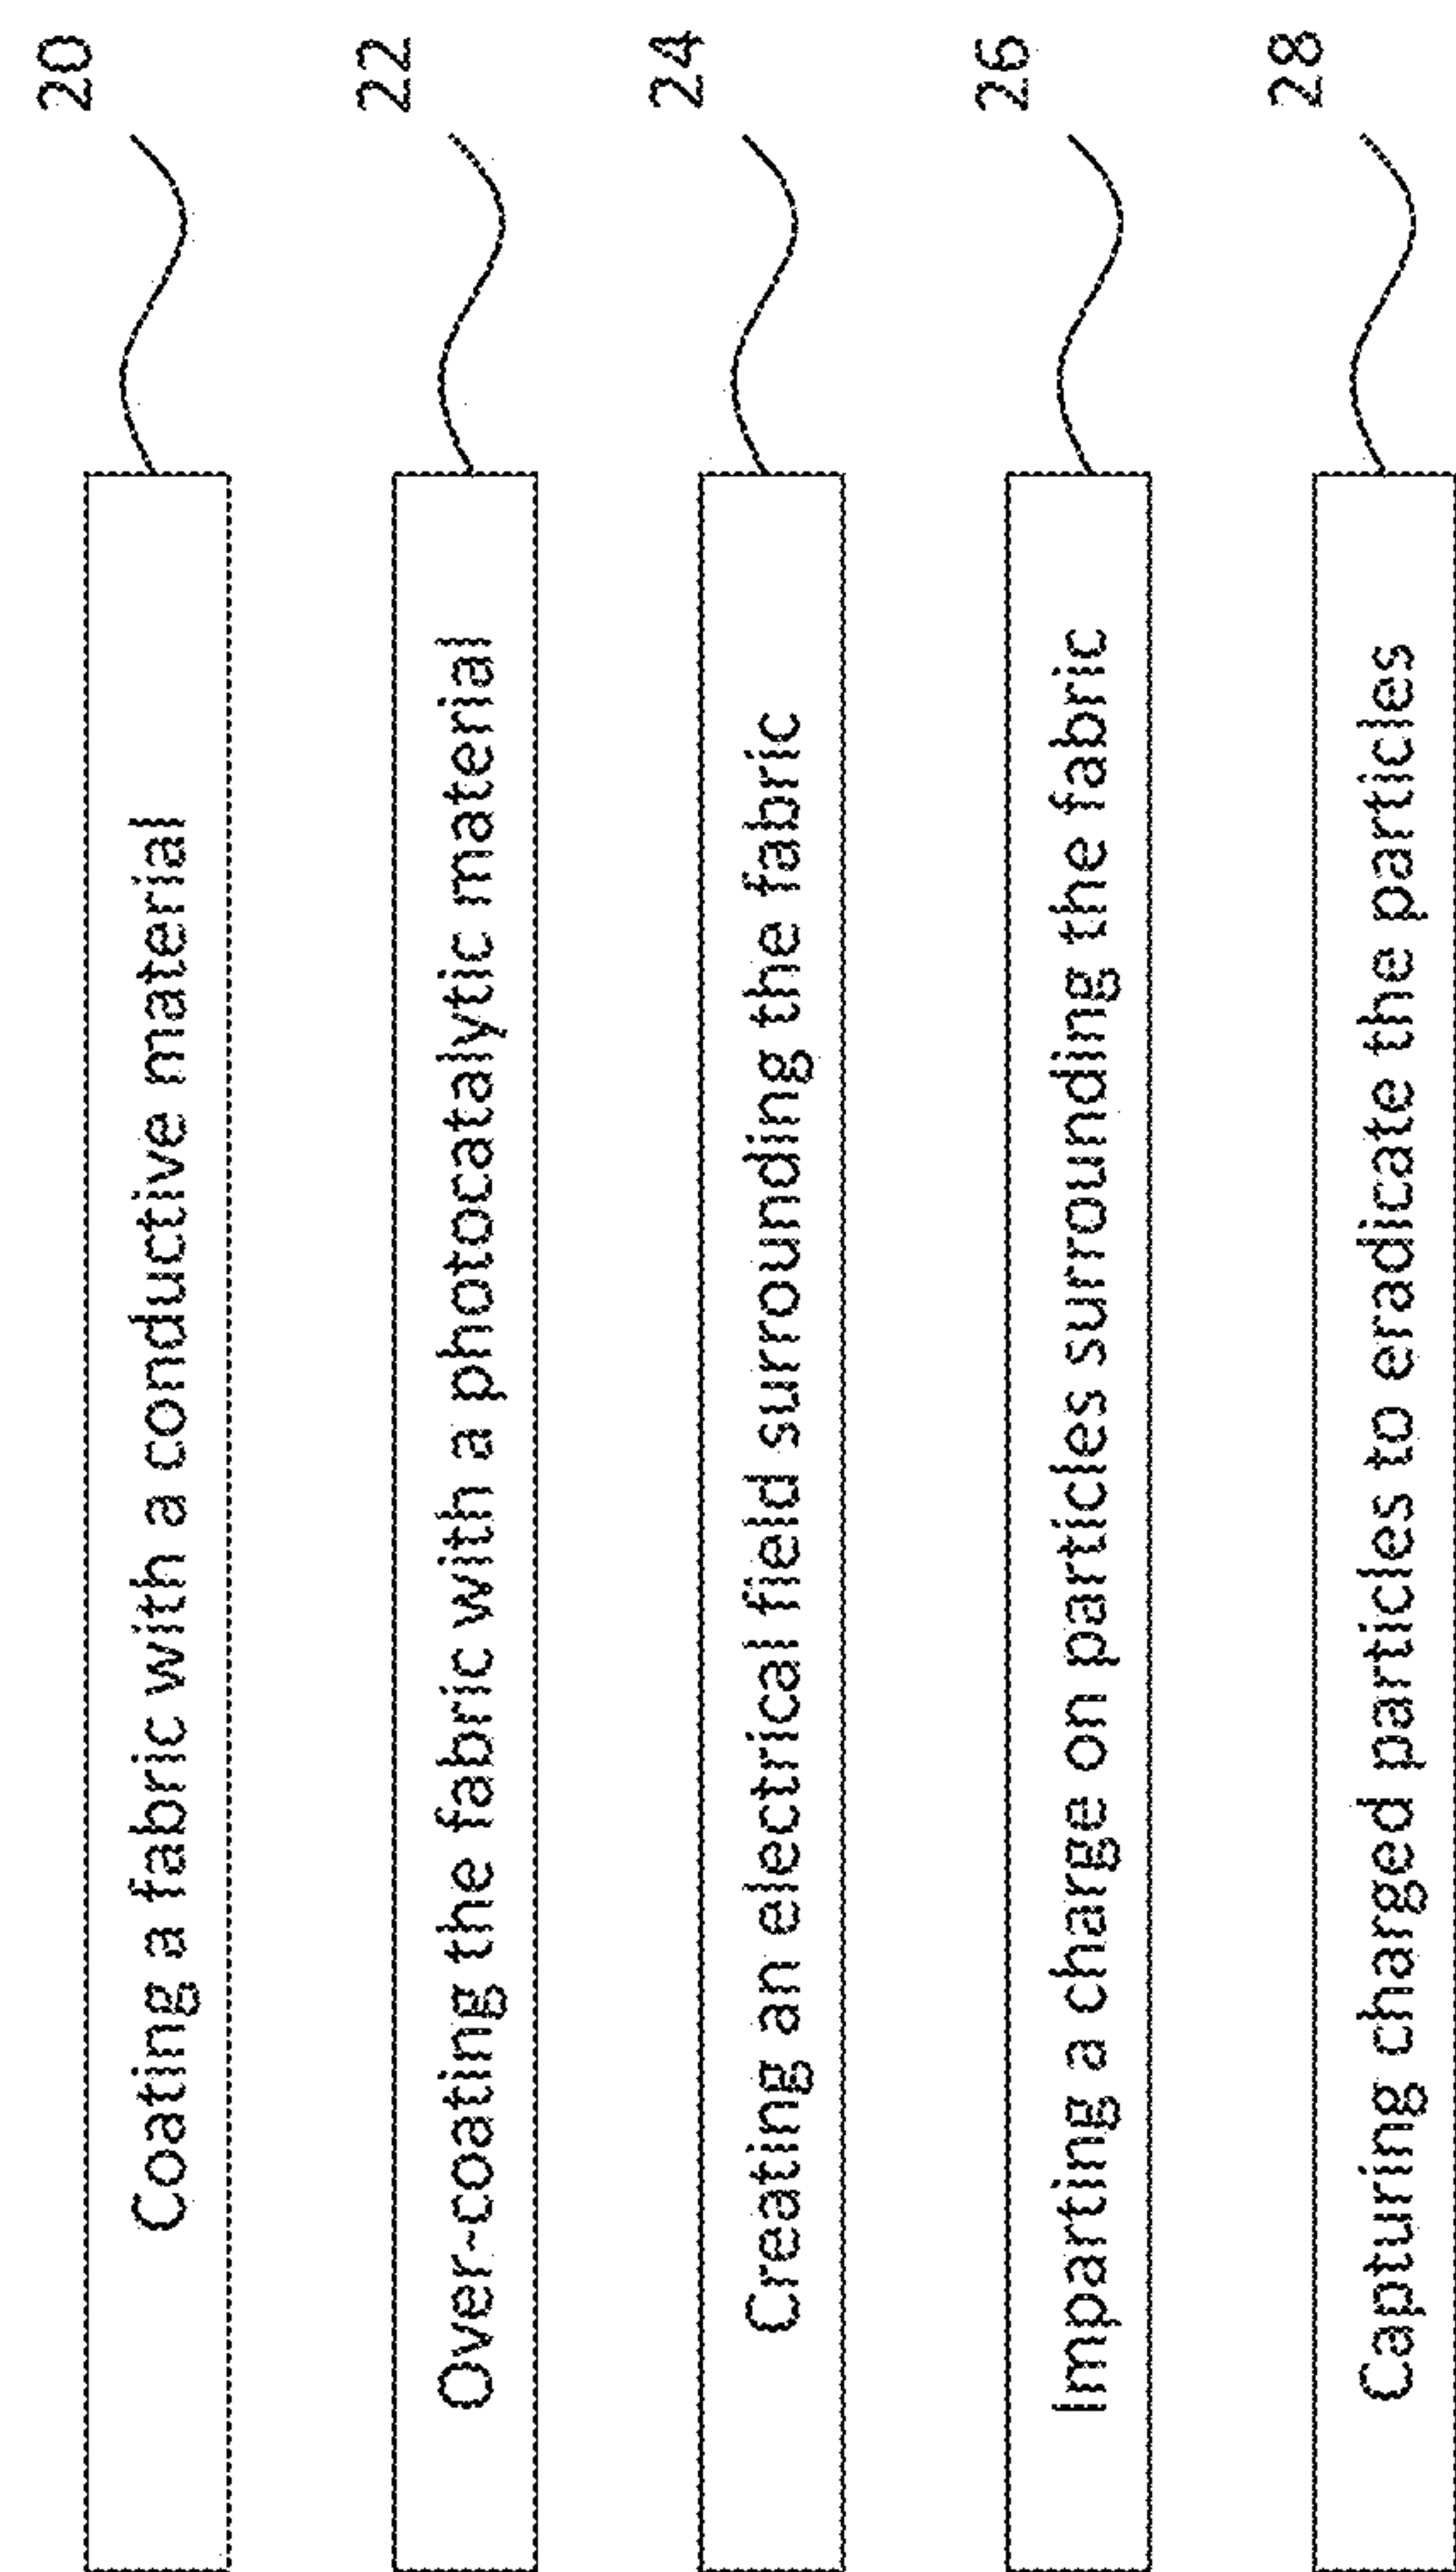 Coating a fabric with a conductive material 20
Over-coating the fabric with a photocatalytic material 22
Creating an electrical field surrounding the fabric 24
Imparting a charge on particles surrounding the fabric 26
Capturing charged particles to eradicate the particles 28